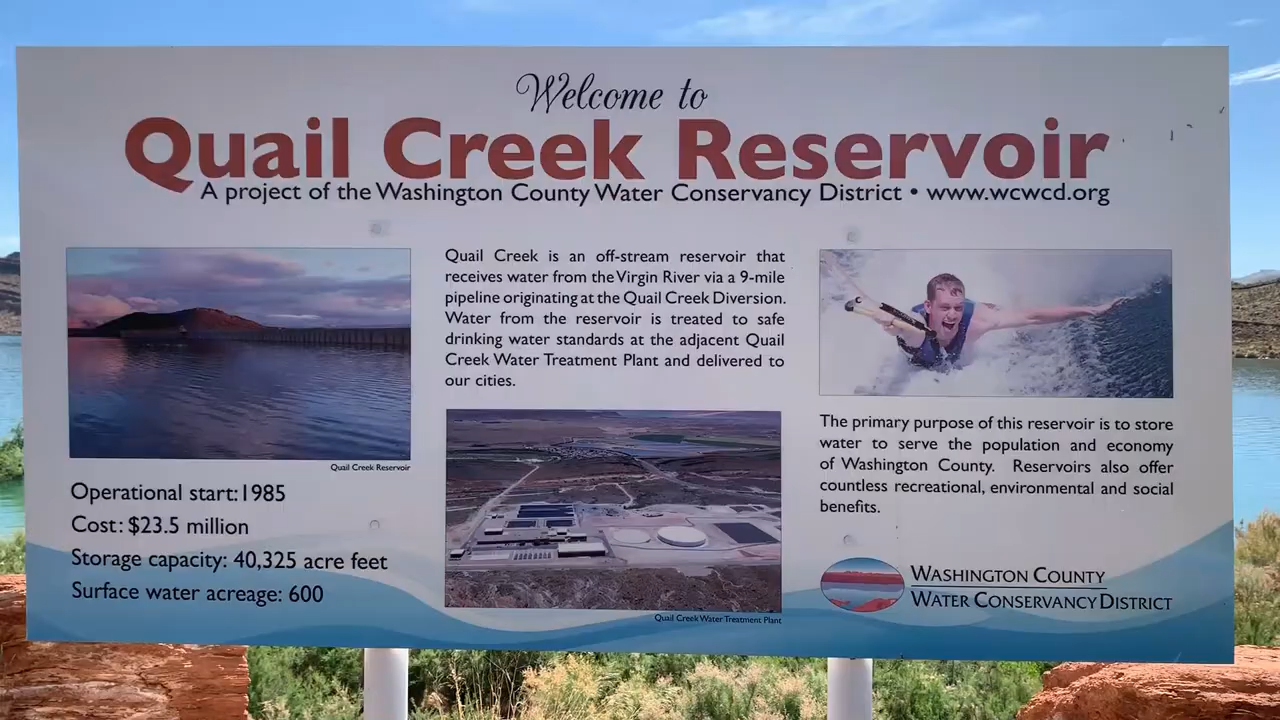 Welcome to
Quail Creek Reservoir
A project of the Washington County Water Conservancy District • www.wcwcd.org
Quail Creek Reservoir
Operational start:1985
Cost: $23.5 million
Storage capacity: 40,325 acre feet
Surface water acreage: 600
Quail Creek is an off-stream reservoir that
receives water from the Virgin River via a 9-mile
pipeline originating at the Quail Creek Diversion.
Water from the reservoir is treated to safe
drinking water standards at the adjacent Quail
Creek Water Treatment Plant and delivered to
our cities.
Quail Creek Water Treatment Plant
The primary purpose of this reservoir is to store
water to serve the population and economy
of Washington County. Reservoirs also offer
countless recreational, environmental and social
benefits.
WASHINGTON COUNTY
WATER CONSERVANCY DISTRICT